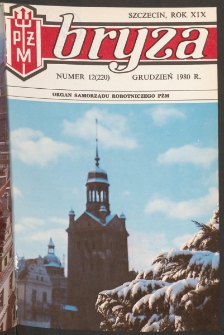 SZCZECIN, ROK XIX
PŻM
bryza
NUMER 12(220) GRUDZIEŃ 1980 R.
ORGAN SAMORZĄDU ROBOTNICZEGO PŻM